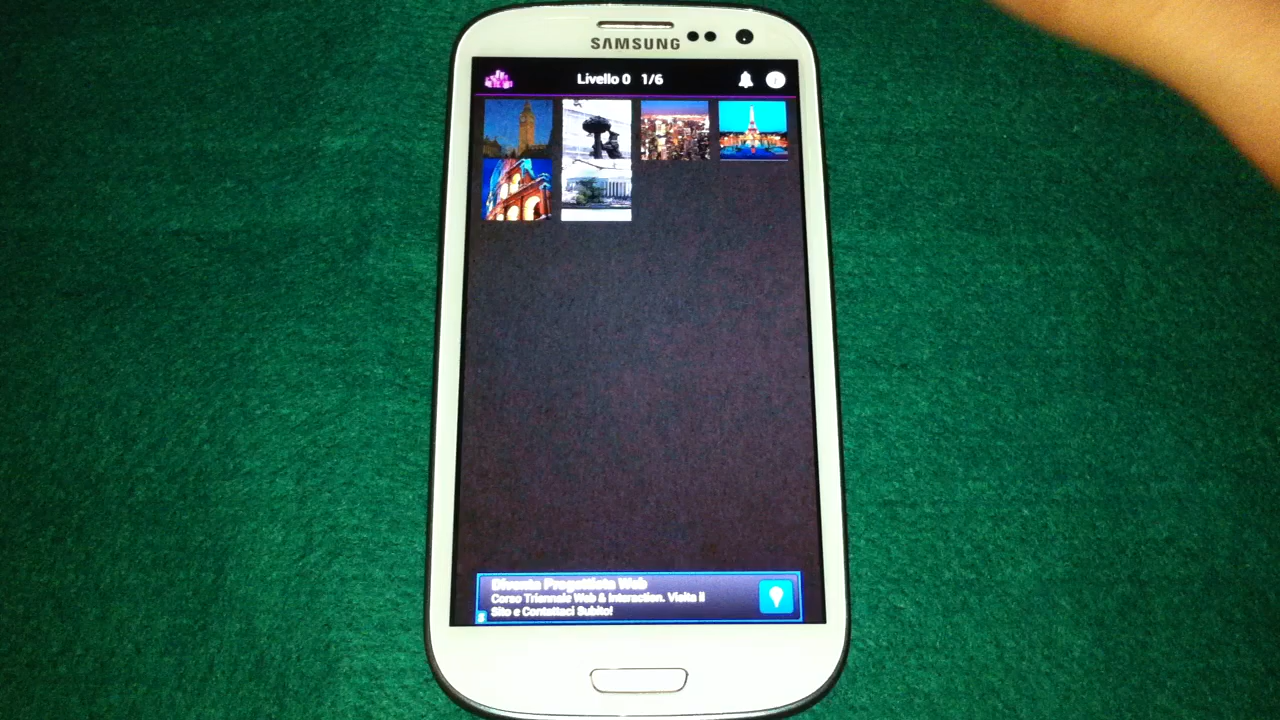 SAMSUNG
Livello 0 1/6
Diventa Progettista Web
Corso Triennale Web & Interaction. Visita il
Sito e Contattaci Subito!